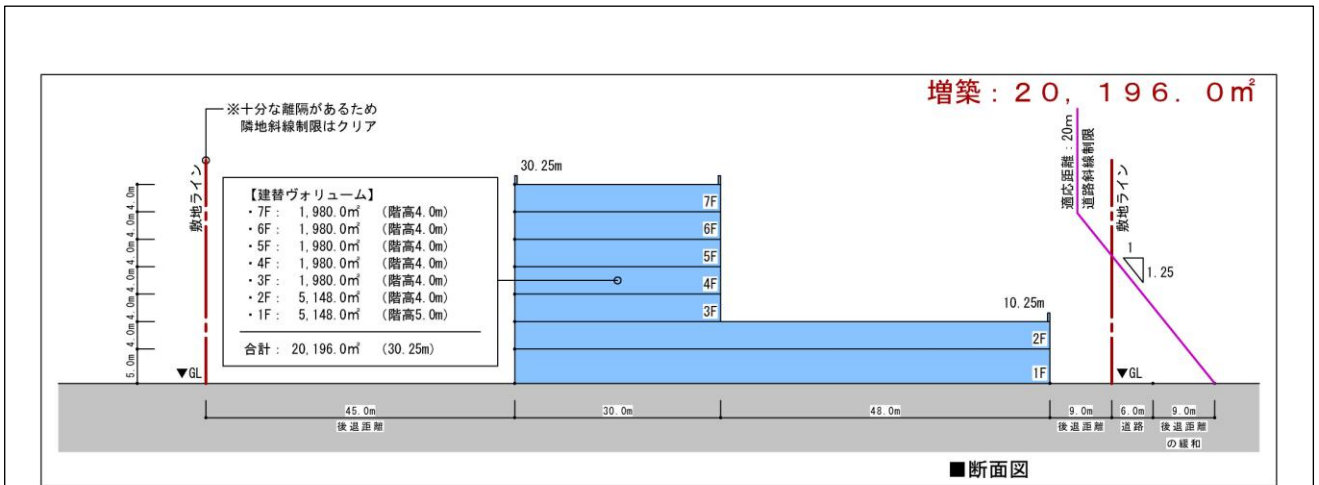 増築：２０，１９６．０㎡
※十分な離隔があるため
隣地斜線制限はクリア
敷地ライン
30.25m
適応距離：20m
道路斜線制限
敷地ライン
【建替ヴォリューム】
・7F： 1,980.0㎡ （階高4.0m）
・6F： 1,980.0㎡ （階高4.0m）
・5F： 1,980.0㎡ （階高4.0m）
・4F： 1,980.0㎡ （階高4.0m）
・3F： 1,980.0㎡ （階高4.0m）
・2F： 5,148.0㎡ （階高4.0m）
・1F： 5,148.0㎡ （階高5.0m）
合計： 20,196.0㎡ （30.25m）
7F
6F
5F
4F
3F
2F
1F
10.25m
1
1.25
4.0m
4.0m
4.0m
4.0m
4.0m
4.0m
5.0m
▼GL
▼GL
45.0m
後退距離
30.0m
48.0m
9.0m
後退距離
6.0m
道路
9.0m
後退距離
の緩和
■断面図